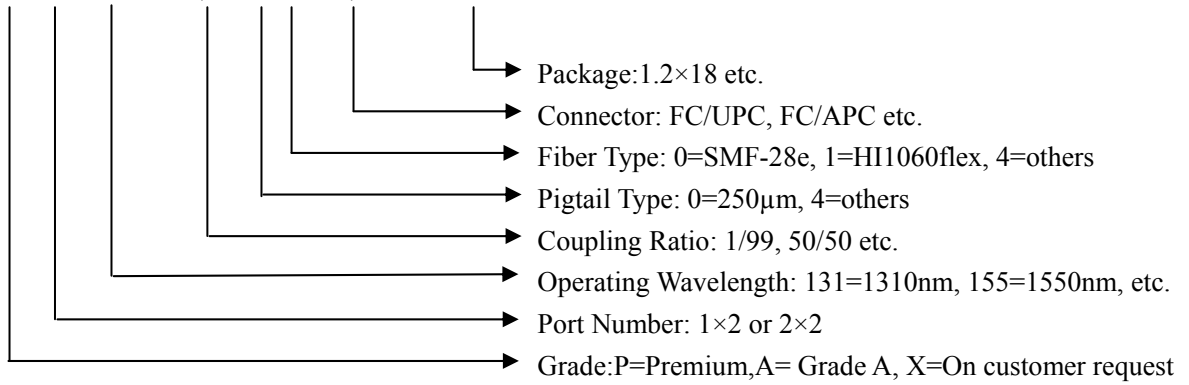 Package:1.2×18 etc.
Connector: FC/UPC, FC/APC etc.
Fiber Type: 0=SMF-28e, 1=HI1060flex, 4=others
Pigtail Type: 0=250μm, 4=others
Coupling Ratio: 1/99, 50/50 etc.
Operating Wavelength: 131=1310nm, 155=1550nm, etc.
Port Number: 1×2 or 2×2
Grade:P=Premium,A= Grade A, X=On customer request